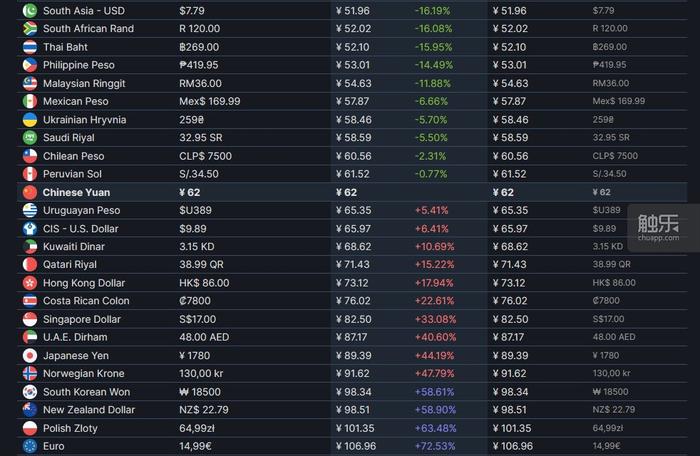 South Asia - USD $7.79 ¥ 51.96 -16.19% ¥ 51.96 $7.79
South African Rand R 120.00 ¥ 52.02 -16.08% ¥ 52.02 R 120.00
Thai Baht ฿269.00 ¥ 52.10 -15.95% ¥ 52.10 ฿269.00
Philippine Peso ₱419.95 ¥ 53.01 -14.49% ¥ 53.01 ₱419.95
Malaysian Ringgit RM36.00 ¥ 54.63 -11.88% ¥ 54.63 RM36.00
Mexican Peso Mex$ 169.99 ¥ 57.87 -6.66% ¥ 57.87 Mex$ 169.99
Ukrainian Hryvnia 259₴ ¥ 58.46 -5.70% ¥ 58.46 259₴
Saudi Riyal 32.95 SR ¥ 58.59 -5.50% ¥ 58.59 32.95 SR
Chilean Peso CLP$ 7500 ¥ 60.56 -2.31% ¥ 60.56 CLP$ 7500
Peruvian Sol S/.34.50 ¥ 61.52 -0.77% ¥ 61.52 S/.34.50
Chinese Yuan ¥ 62 ¥ 62 ¥ 62 ¥ 62
Uruguayan Peso $U389 ¥ 65.35 +5.41% ¥ 65.35 $U389
CIS - U.S. Dollar $9.89 ¥ 65.97 +6.41% ¥ 65.97 $9.89
触乐
chuapp.com
Kuwaiti Dinar 3.15 KD ¥ 68.62 +10.69% ¥ 68.62 3.15 KD
Qatari Riyal 38.99 QR ¥ 71.43 +15.22% ¥ 71.43 38.99 QR
Hong Kong Dollar HK$ 86.00 ¥ 73.12 +17.94% ¥ 73.12 HK$ 86.00
Costa Rican Colon ₡7800 ¥ 76.02 +22.61% ¥ 76.02 ₡7800
Singapore Dollar S$17.00 ¥ 82.50 +33.08% ¥ 82.50 S$17.00
U.A.E. Dirham 48.00 AED ¥ 87.17 +40.60% ¥ 87.17 48.00 AED
Japanese Yen ¥ 1780 ¥ 89.39 +44.19% ¥ 89.39 ¥ 1780
Norwegian Krone 130,00 kr ¥ 91.62 +47.79% ¥ 91.62 130,00 kr
South Korean Won ₩ 18500 ¥ 98.34 +58.61% ¥ 98.34 ₩ 18500
New Zealand Dollar NZ$ 22.79 ¥ 98.51 +58.90% ¥ 98.51 NZ$ 22.79
Polish Zloty 64,99zł ¥ 101.35 +63.48% ¥ 101.35 64,99zł
Euro 14,99€ ¥ 106.96 +72.53% ¥ 106.96 14,99€